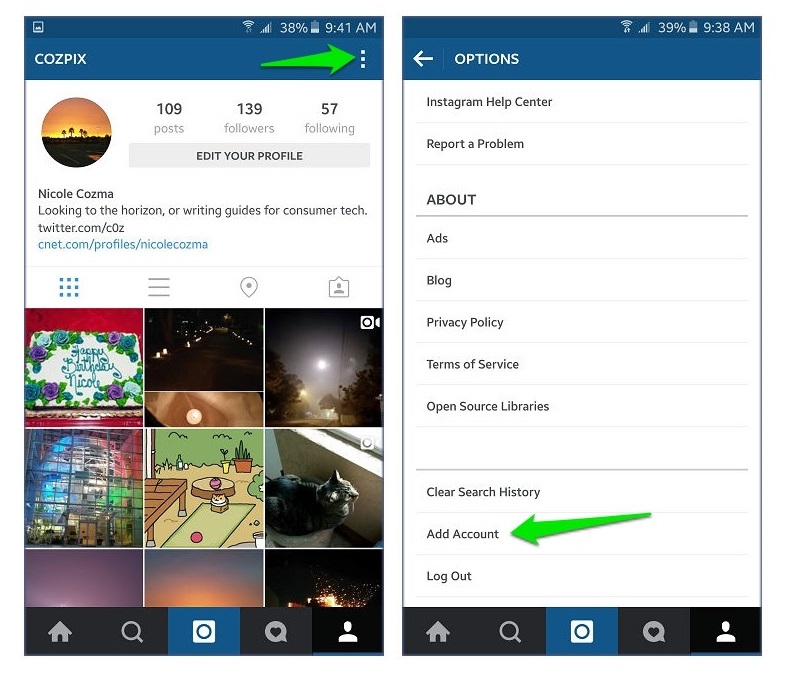 38% 9:41 AM
COZPIX
109 139 57
posts followers following
EDIT YOUR PROFILE
Nicole Cozma
Looking to the horizon, or writing guides for consumer tech.
twitter.com/c0z
cnet.com/profiles/nicolecozma
Happy
Birthday
Nicole
39% 9:38 AM
OPTIONS
Instagram Help Center
Report a Problem
ABOUT
Ads
Blog
Privacy Policy
Terms of Service
Open Source Libraries
Clear Search History
Add Account
Log Out